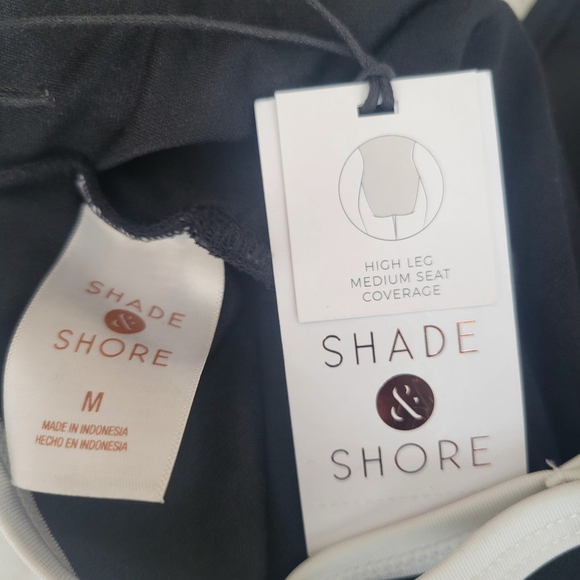 SHADE
&
SHORE
M
MADE IN INDONESIA
HECHO EN INDONESIA
HIGH LEG
MEDIUM SEAT
COVERAGE
SHADE
&
SHORE